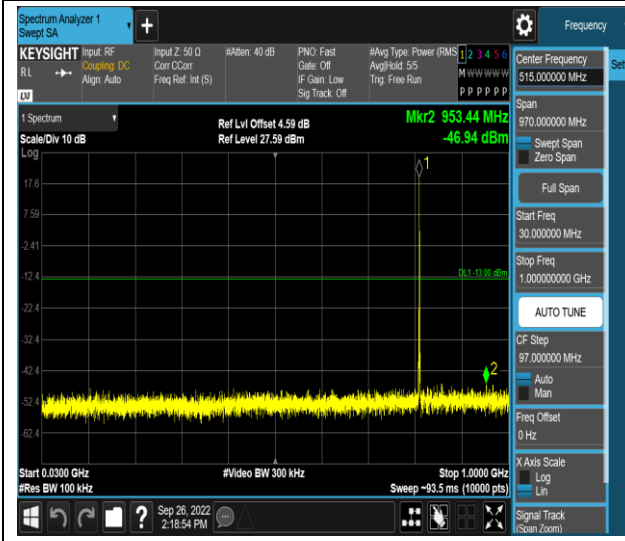 Spectrum Analyzer 1
Swept SA
+
Frequency
KEYSIGHT
RL
LXI
Input: RF
Coupling: DC
Align: Auto
Input Z: 50 Ω
Corr CCorr
Freq Ref: Int (S)
#Atten: 40 dB
PNO: Fast
Gate: Off
IF Gain: Low
Sig Track: Off
#Avg Type: Power (RMS
Avg|Hold: 5/5
Trig: Free Run
1 2 3 4 5 6
M W W W W W
P P P P P P
1 Spectrum
Scale/Div 10 dB
Log
Ref Lvl Offset 4.59 dB
Ref Level 27.59 dBm
Mkr2 953.44 MHz
-46.94 dBm
17.6
7.59
-2.41
-12.4
-22.4
-32.4
-42.4
-52.4
-62.4
1
DL1 -13.00 dBm
2
Start 0.0300 GHz
#Res BW 100 kHz
#Video BW 300 kHz
Stop 1.0000 GHz
Sweep ~93.5 ms (10000 pts)
?
Sep 26, 2022
2:18:54 PM
Center Frequency
515.000000 MHz
Set
Span
970.000000 MHz
Swept Span
Zero Span
Full Span
Start Freq
30.000000 MHz
Stop Freq
1.000000000 GHz
AUTO TUNE
CF Step
97.000000 MHz
Auto
Man
Freq Offset
0 Hz
X Axis Scale
Log
Lin
Signal Track
(Span Zoom)